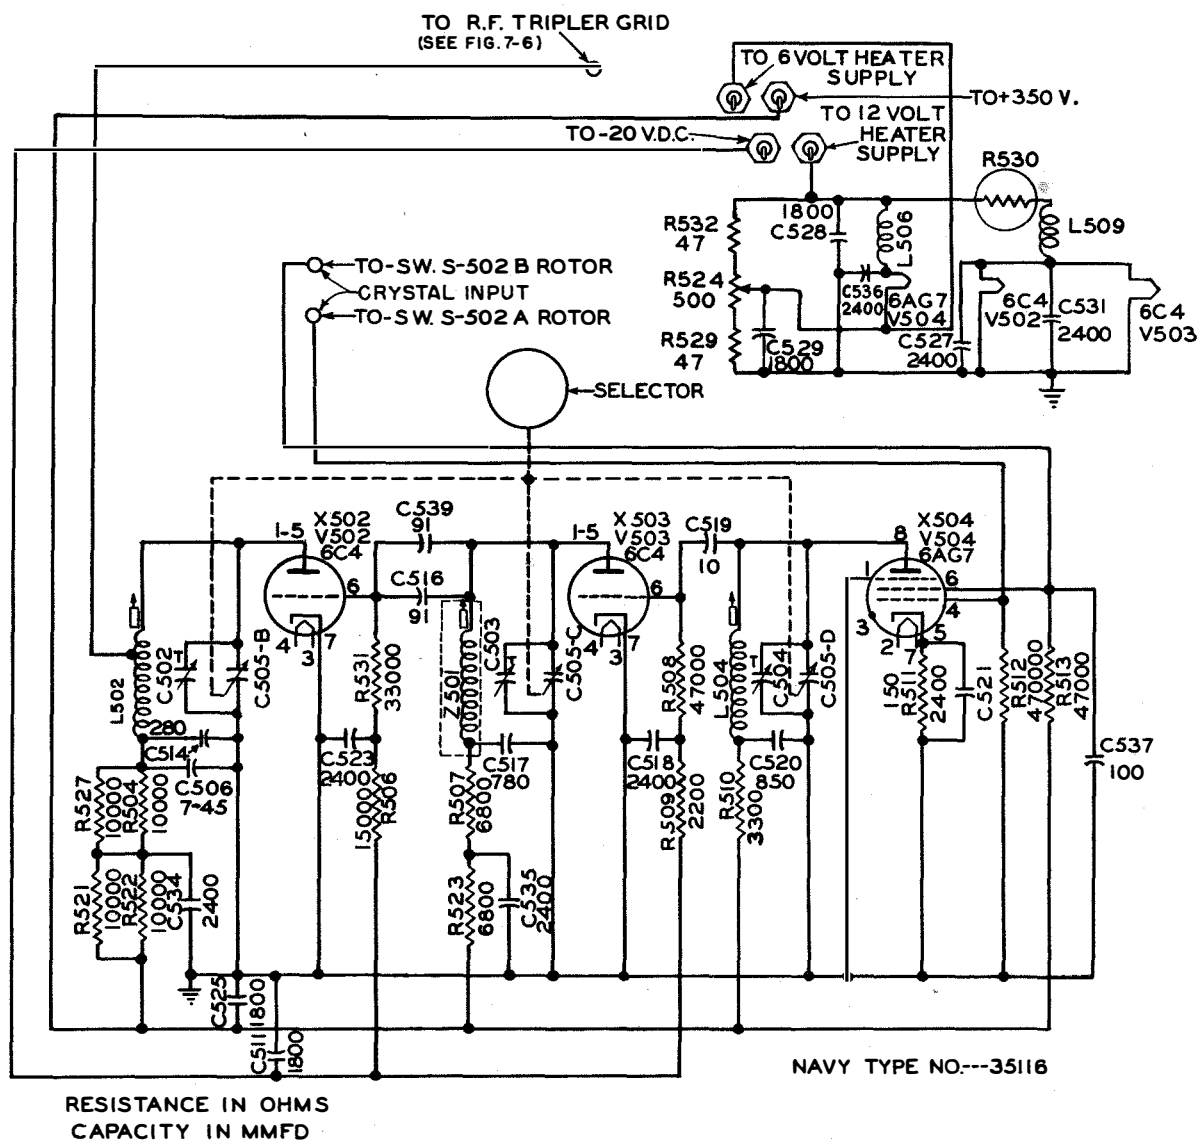 TO R.F. TRIPLER GRID
(SEE FIG. 7-6)
TO 6 VOLT HEATER
SUPPLY
TO+350 V.
TO 12 VOLT
HEATER
SUPPLY
TO-20 V.D.C.
R530
L509
1800
C528
L506
R532
47
R524
500
R529
47
C536
2400
6AG7
V504
C529
1800
C527
2400
6C4
V502
C531
2400
6C4
V503
TO-SW. S-502 B ROTOR
CRYSTAL INPUT
TO-SW. S-502 A ROTOR
SELECTOR
1-5
X502
V502
6C4
6
4
3
7
C539
91
C516
91
1-5
X503
V503
6C4
6
4
3
7
C519
10
8
X504
V504
6AG7
1
6
4
3
2
7
5
L502
C502
T
C505-B
R531
33000
Z501
C503
T
C505-C
R508
47000
L504
T
C504
C505-D
150
R511
2400
C521
R512
470000
R513
47000
C537
100
280
C514
C506
7-45
C523
2400
C517
780
C518
2400
C520
850
R527
10000
R504
10000
15000
R506
R507
6800
R509
2200
R510
3300
R521
10000
R522
10000
C534
2400
R523
6800
C535
2400
C525
1800
C511
1800
NAVY TYPE NO.---35116
RESISTANCE IN OHMS
CAPACITY IN MMFD